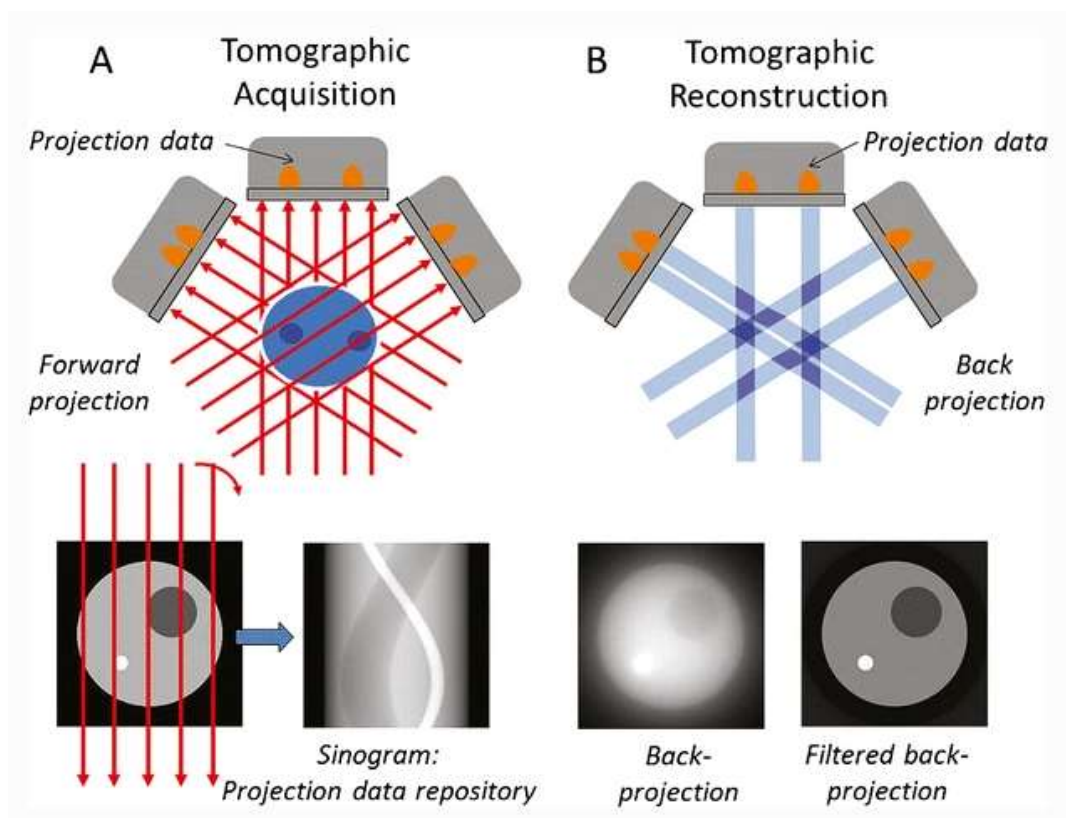 A
Tomographic
Acquisition
Projection data
Forward
projection
Sinogram:
Projection data repository
B
Tomographic
Reconstruction
Projection data
Back
projection
Back-
projection
Filtered back-
projection